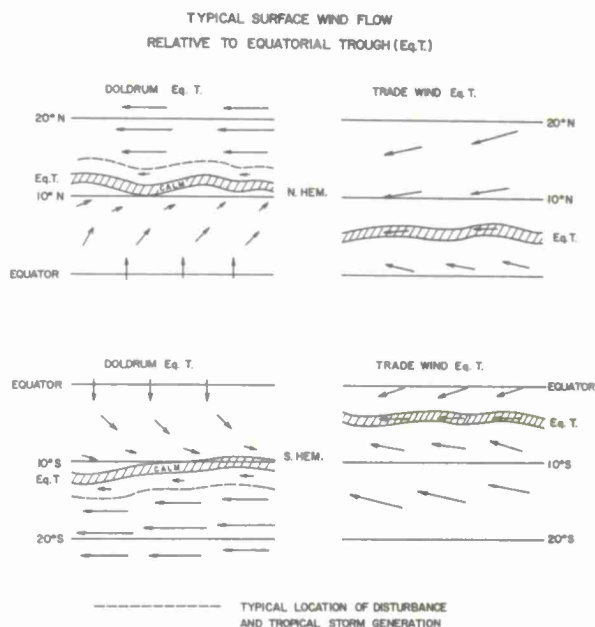 TYPICAL SURFACE WIND FLOW
RELATIVE TO EQUATORIAL TROUGH (Eq.T.)
DOLDRUM Eq. T.
20° N
Eq.T.
CALM
10° N
N. HEM.
EQUATOR
TRADE WIND Eq. T.
20° N
10° N
Eq.T.
DOLDRUM Eq. T.
EQUATOR
10° S
CALM
Eq.T
S. HEM.
20° S
TRADE WIND Eq. T.
EQUATOR
Eq. T.
10° S
20° S
TYPICAL LOCATION OF DISTURBANCE
AND TROPICAL STORM GENERATION